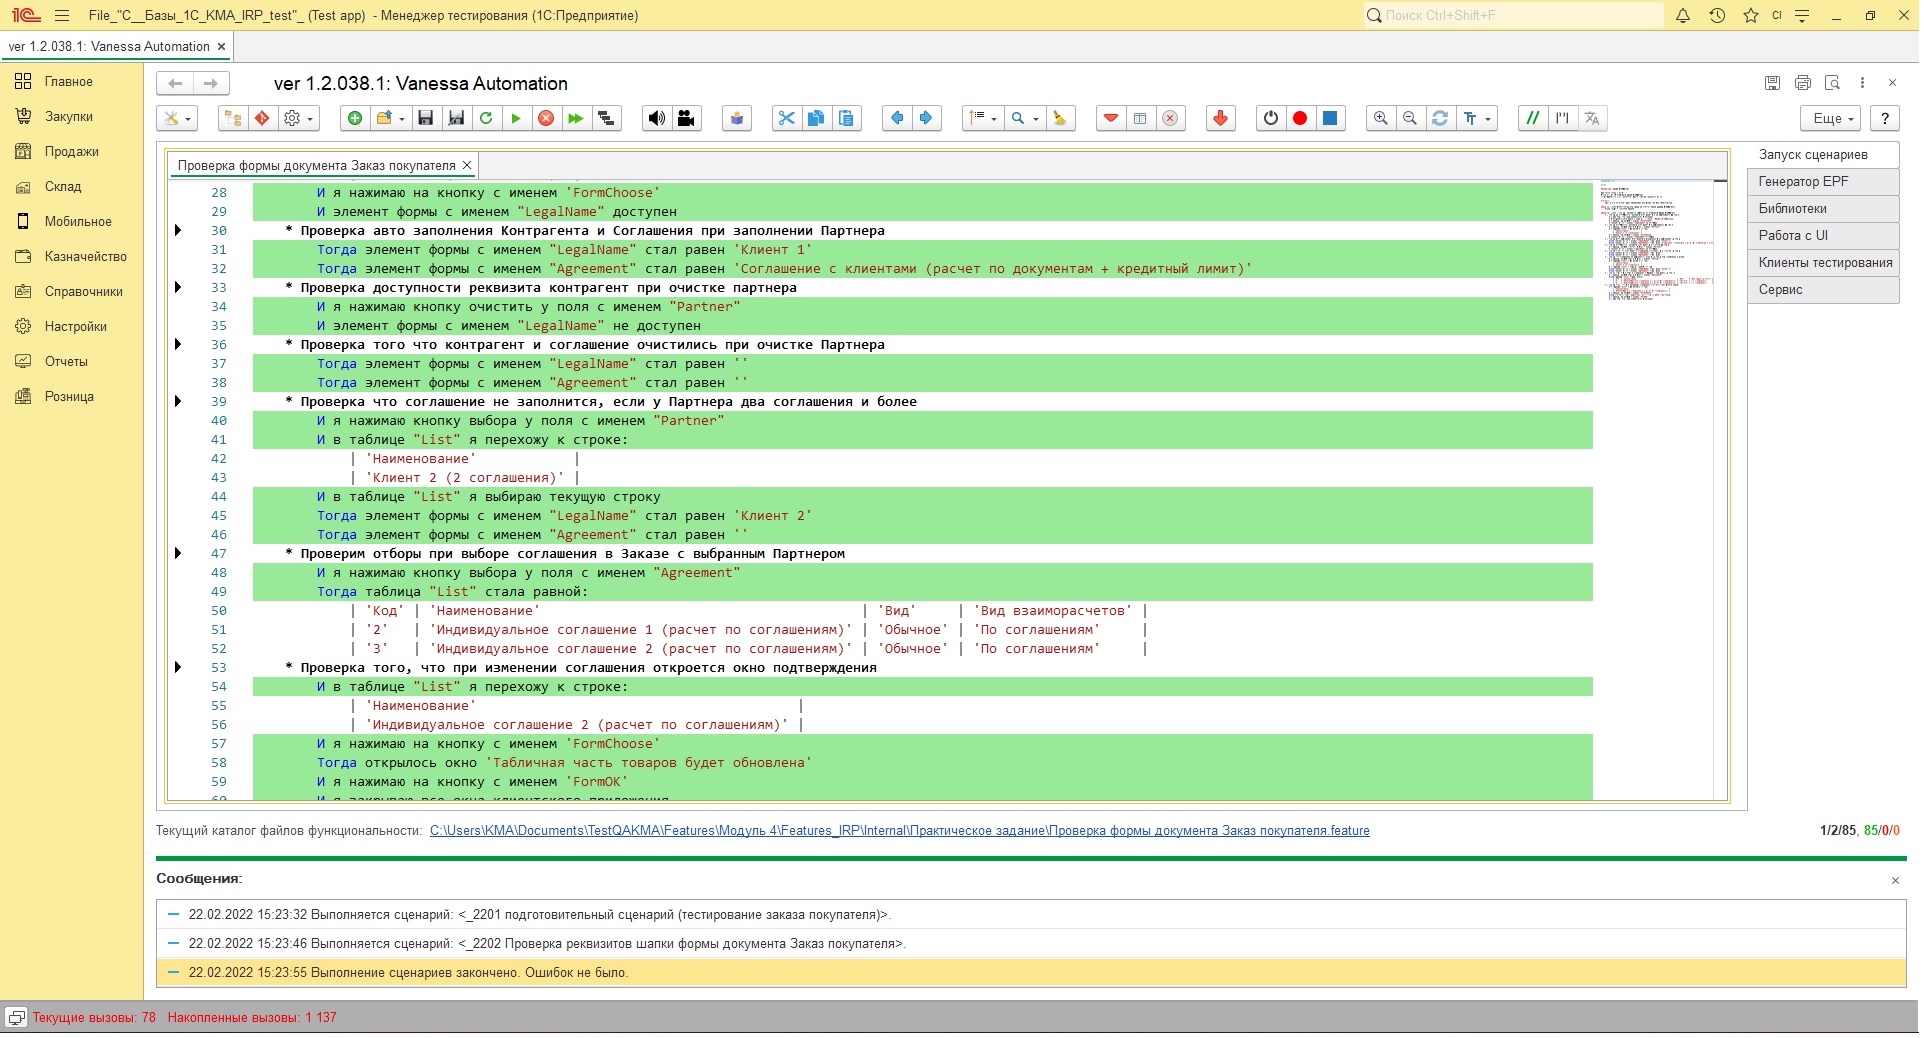 File_"C__Базы_1С_KMA_IRP_test"_ (Test app) - Менеджер тестирования (1С:Предприятие)
Поиск Ctrl+Shift+F
CI
ver 1.2.038.1: Vanessa Automation
Главное
Закупки
Продажи
Склад
Мобильное
Казначейство
Справочники
Настройки
Отчеты
Розница
ver 1.2.038.1: Vanessa Automation
Еще
?
Проверка формы документа Заказ покупателя
28 И я нажимаю на кнопку с именем 'FormChoose'
29 И элемент формы с именем "LegalName" доступен
30 * Проверка авто заполнения Контрагента и Соглашения при заполнении Партнера
31 Тогда элемент формы с именем "LegalName" стал равен 'Клиент 1'
32 Тогда элемент формы с именем "Agreement" стал равен 'Соглашение с клиентами (расчет по документам + кредитный лимит)'
33 * Проверка доступности реквизита контрагент при очистке партнера
34 И я нажимаю кнопку очистить у поля с именем "Partner"
35 И элемент формы с именем "LegalName" не доступен
36 * Проверка того что контрагент и соглашение очистились при очистке Партнера
37 Тогда элемент формы с именем "LegalName" стал равен ''
38 Тогда элемент формы с именем "Agreement" стал равен ''
39 * Проверка что соглашение не заполнится, если у Партнера два соглашения и более
40 И я нажимаю кнопку выбора у поля с именем "Partner"
41 И в таблице "List" я перехожу к строке:
42 | 'Наименование' |
43 | 'Клиент 2 (2 соглашения)' |
44 И в таблице "List" я выбираю текущую строку
45 Тогда элемент формы с именем "LegalName" стал равен 'Клиент 2'
46 Тогда элемент формы с именем "Agreement" стал равен ''
47 * Проверим отборы при выборе соглашения в Заказе с выбранным Партнером
48 И я нажимаю кнопку выбора у поля с именем "Agreement"
49 Тогда таблица "List" стала равной:
50 | 'Код' | 'Наименование' | 'Вид' | 'Вид взаиморасчетов' |
51 | '2' | 'Индивидуальное соглашение 1 (расчет по соглашениям)' | 'Обычное' | 'По соглашениям' |
52 | '3' | 'Индивидуальное соглашение 2 (расчет по соглашениям)' | 'Обычное' | 'По соглашениям' |
53 * Проверка того, что при изменении соглашения откроется окно подтверждения
54 И в таблице "List" я перехожу к строке:
55 | 'Наименование' |
56 | 'Индивидуальное соглашение 2 (расчет по соглашениям)' |
57 И я нажимаю на кнопку с именем 'FormChoose'
58 Тогда открылось окно 'Табличная часть товаров будет обновлена'
59 И я нажимаю на кнопку с именем 'FormOK'
60 И я закрываю все окна клиентского приложения
Запуск сценариев
Генератор EPF
Библиотеки
Работа с UI
Клиенты тестирования
Сервис
Текущий каталог файлов функциональности: C:\Users\KMA\Documents\TestQAKMA\Features\Модуль 4\Features_IRP\Internal\Практическое задание\Проверка формы документа Заказ покупателя.feature
1/2/85, 85/0/0
Сообщения:
22.02.2022 15:23:32 Выполняется сценарий: <_2201 подготовительный сценарий (тестирование заказа покупателя)>.
22.02.2022 15:23:46 Выполняется сценарий: <_2202 Проверка реквизитов шапки формы документа Заказ покупателя>.
22.02.2022 15:23:55 Выполнение сценариев закончено. Ошибок не было.
Текущие вызовы: 78 Накопленные вызовы: 1 137